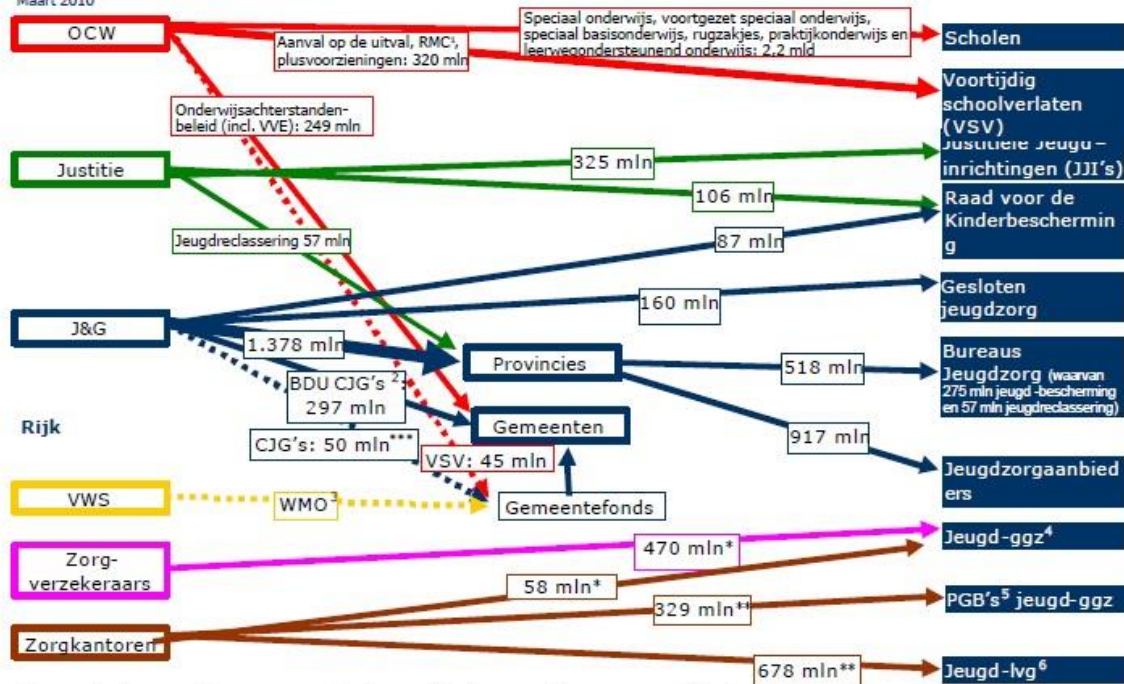 Maart 2010
OCW
Speciaal onderwijs, voortgezet speciaal onderwijs,
speciaal basisonderwijs, rugzakjes, praktijkonderwijs en
leerwegondersteunend onderwijs: 2,2 mld
Aanval op de uitval, RMC¹,
plusvoorzieningen: 320 mln
Scholen
Onderwijsachterstanden-
beleid (incl. VVE): 249 mln
Voortijdig
schoolverlaten
(VSV)
Justitie
325 mln
Justitiële Jeugd-
inrichtingen (JJI's)
106 mln
Raad voor de
Kinderbeschermin
g
Jeugdreclassering 57 mln
87 mln
J&G
160 mln
Gesloten
jeugdzorg
1.378 mln
Provincies
518 mln
Bureaus
Jeugdzorg (waarvan
275 mln jeugd -bescherming
en 57 mln jeugdreclassering)
BDU CJG's ²:
297 mln
Rijk
Gemeenten
917 mln
CJG's: 50 mln***
VSV: 45 mln
Jeugdzorgaanbied
ers
VWS
WMO³
Gemeentefonds
Zorg-
verzekeraars
470 mln*
Jeugd-ggz⁴
58 mln*
329 mln**
PGB's⁵ jeugd-ggz
Zorgkantoren
678 mln**
Jeugd-lvg⁶